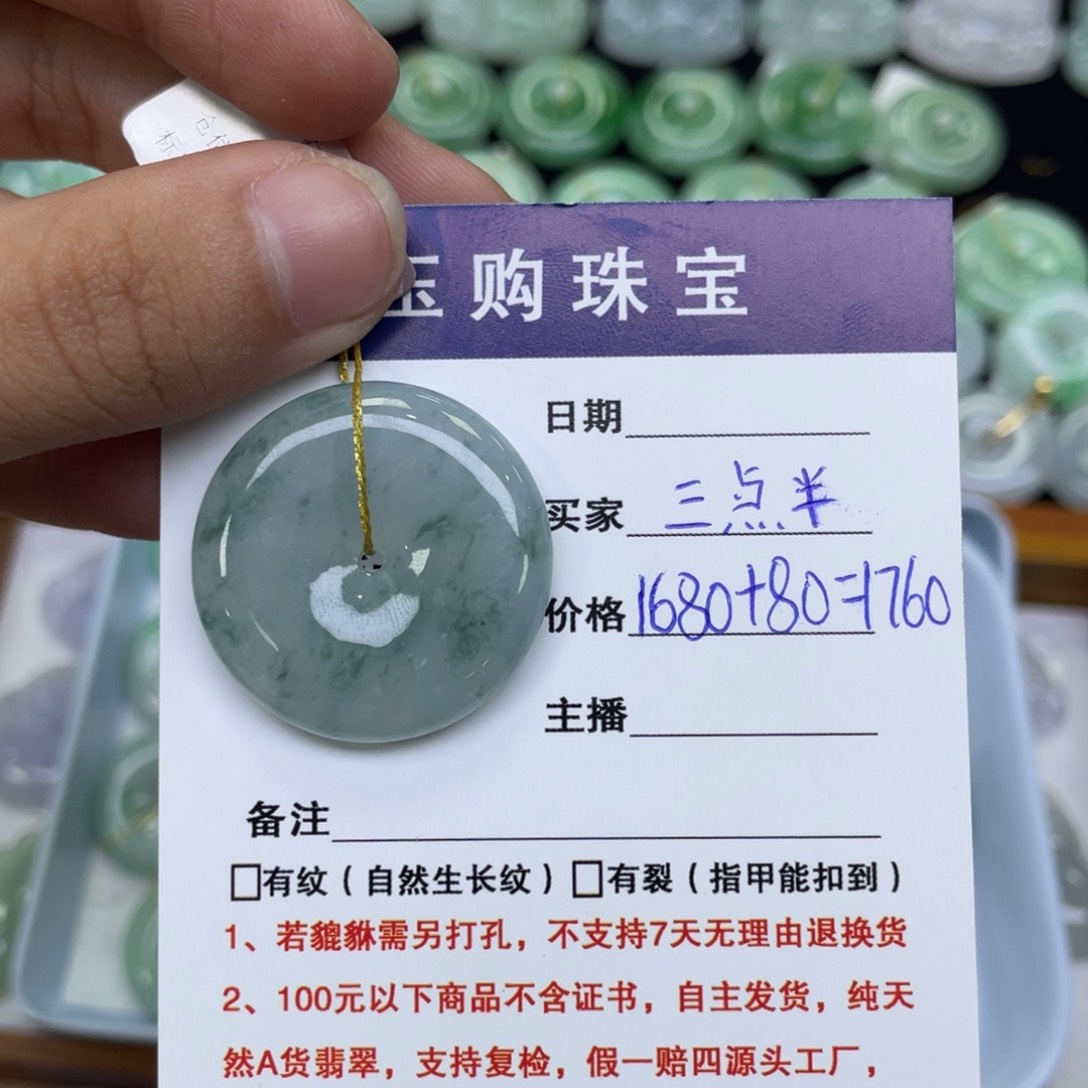 玉购珠宝
日期
买家 三点半
价格 1680+80=1760
主播
备注
□有纹（自然生长纹）□有裂（指甲能扣到）
1、若貔貅需另打孔，不支持7天无理由退换货
2、100元以下商品不含证书，自主发货，纯天
然A货翡翠，支持复检，假一赔四源头工厂，